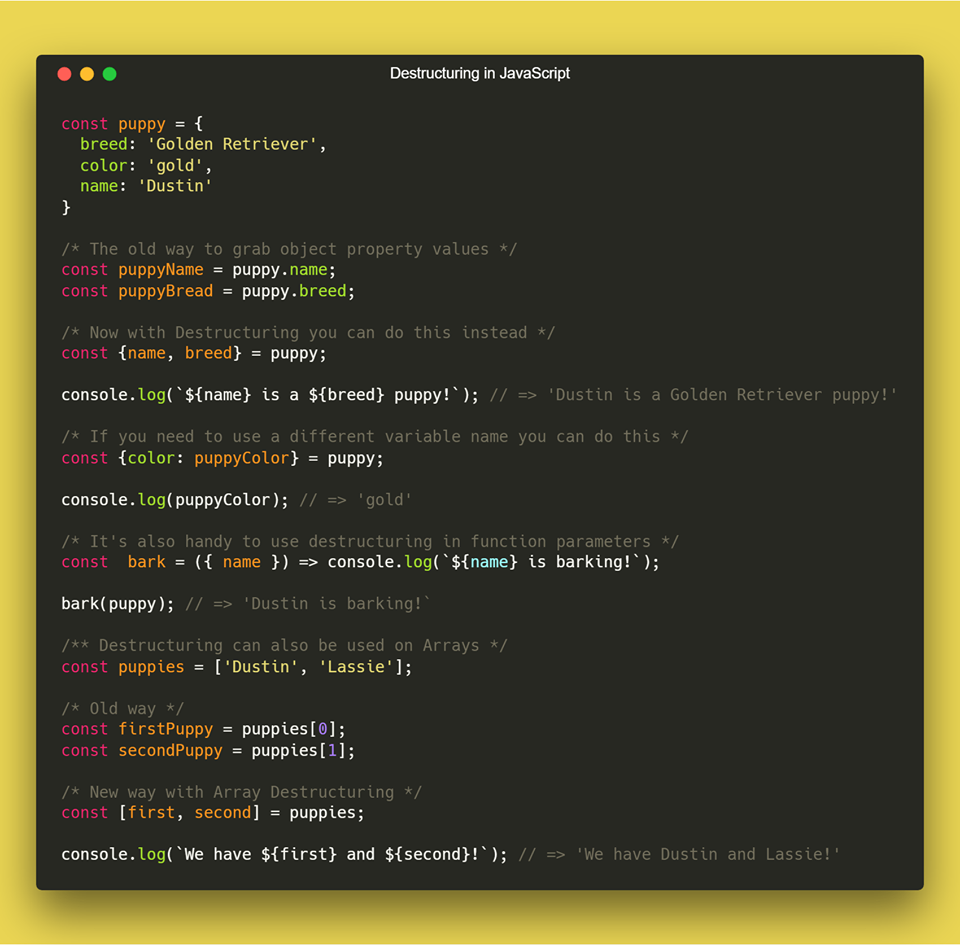 Destructuring in JavaScript
const puppy = {
  breed: 'Golden Retriever',
  color: 'gold',
  name: 'Dustin'
}
/* The old way to grab object property values */
const puppyName = puppy.name;
const puppyBread = puppy.breed;
/* Now with Destructuring you can do this instead */
const {name, breed} = puppy;
console.log(`${name} is a ${breed} puppy!`); // => 'Dustin is a Golden Retriever puppy!'
/* If you need to use a different variable name you can do this */
const {color: puppyColor} = puppy;
console.log(puppyColor); // => 'gold'
/* It's also handy to use destructuring in function parameters */
const  bark = ({ name }) => console.log(`${name} is barking!`);
bark(puppy); // => 'Dustin is barking!`
/** Destructuring can also be used on Arrays */
const puppies = ['Dustin', 'Lassie'];
/* Old way */
const firstPuppy = puppies[0];
const secondPuppy = puppies[1];
/* New way with Array Destructuring */
const [first, second] = puppies;
console.log(`We have ${first} and ${second}!`); // => 'We have Dustin and Lassie!'